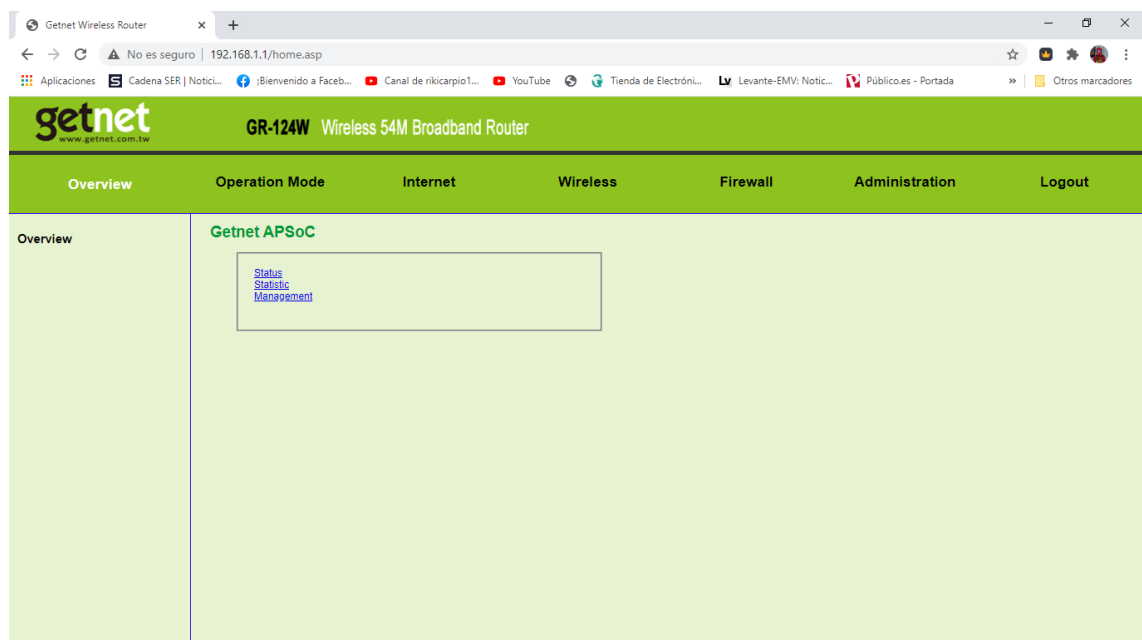 Getnet Wireless Router
No es seguro | 192.168.1.1/home.asp
Aplicaciones Cadena SER | Notici... ¡Bienvenido a Faceb... Canal de rikicarpio1... YouTube Tienda de Electróni... Levante-EMV: Notic... Público.es - Portada » Otros marcadores
getnet
www.getnet.com.tw
GR-124W Wireless 54M Broadband Router
Overview Operation Mode Internet Wireless Firewall Administration Logout
Overview
Getnet APSoC
Status
Statistic
Management